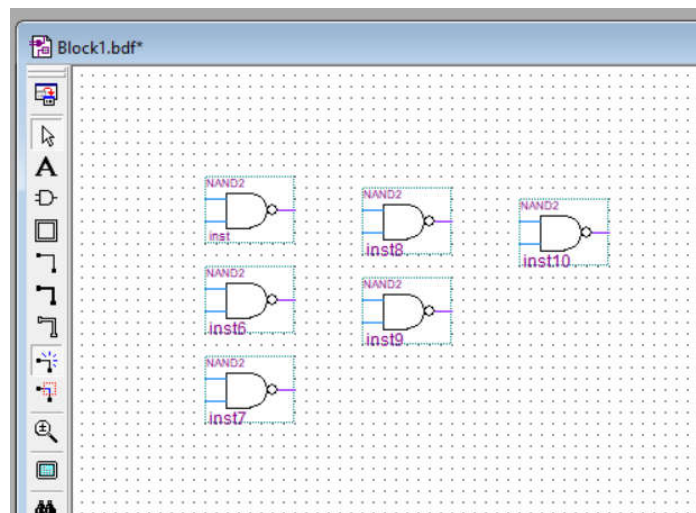 Block1.bdf*
A
NAND2
inst
NAND2
inst8
NAND2
inst10
NAND2
inst6
NAND2
inst9
NAND2
inst7